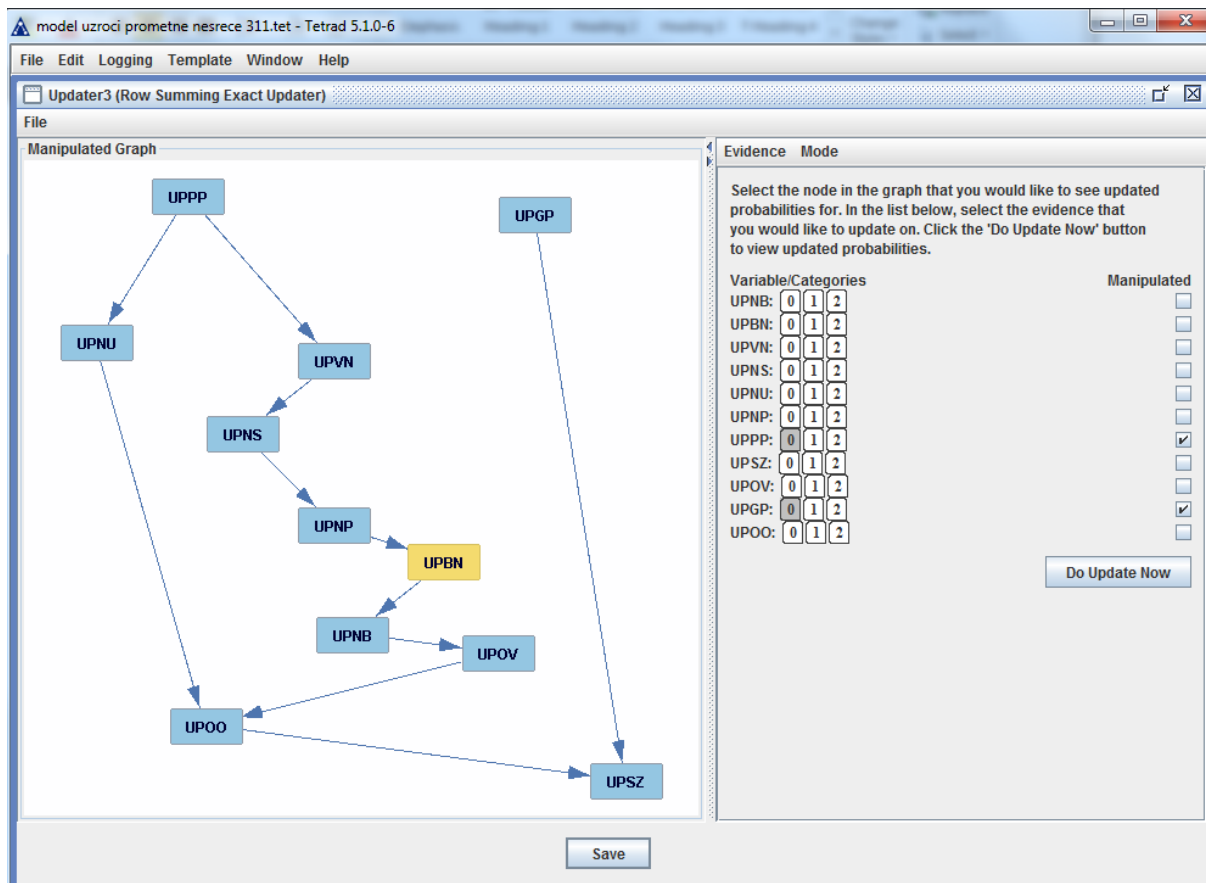 model uzroci prometne nesrece 311.tet - Tetrad 5.1.0-6
File Edit Logging Template Window Help
Updater3 (Row Summing Exact Updater)
File
Manipulated Graph
UPPP
UPGP
UPNU
UPVN
UPNS
UPNP
UPBN
UPNB
UPOV
UPOO
UPSZ
Evidence Mode
Select the node in the graph that you would like to see updated
probabilities for. In the list below, select the evidence that
you would like to update on. Click the 'Do Update Now' button
to view updated probabilities.
Variable/Categories Manipulated
UPNB: 0 1 2
UPBN: 0 1 2
UPVN: 0 1 2
UPNS: 0 1 2
UPNU: 0 1 2
UPNP: 0 1 2
UPPP: 0 1 2
UPSZ: 0 1 2
UPOV: 0 1 2
UPGP: 0 1 2
UPOO: 0 1 2
Do Update Now
Save